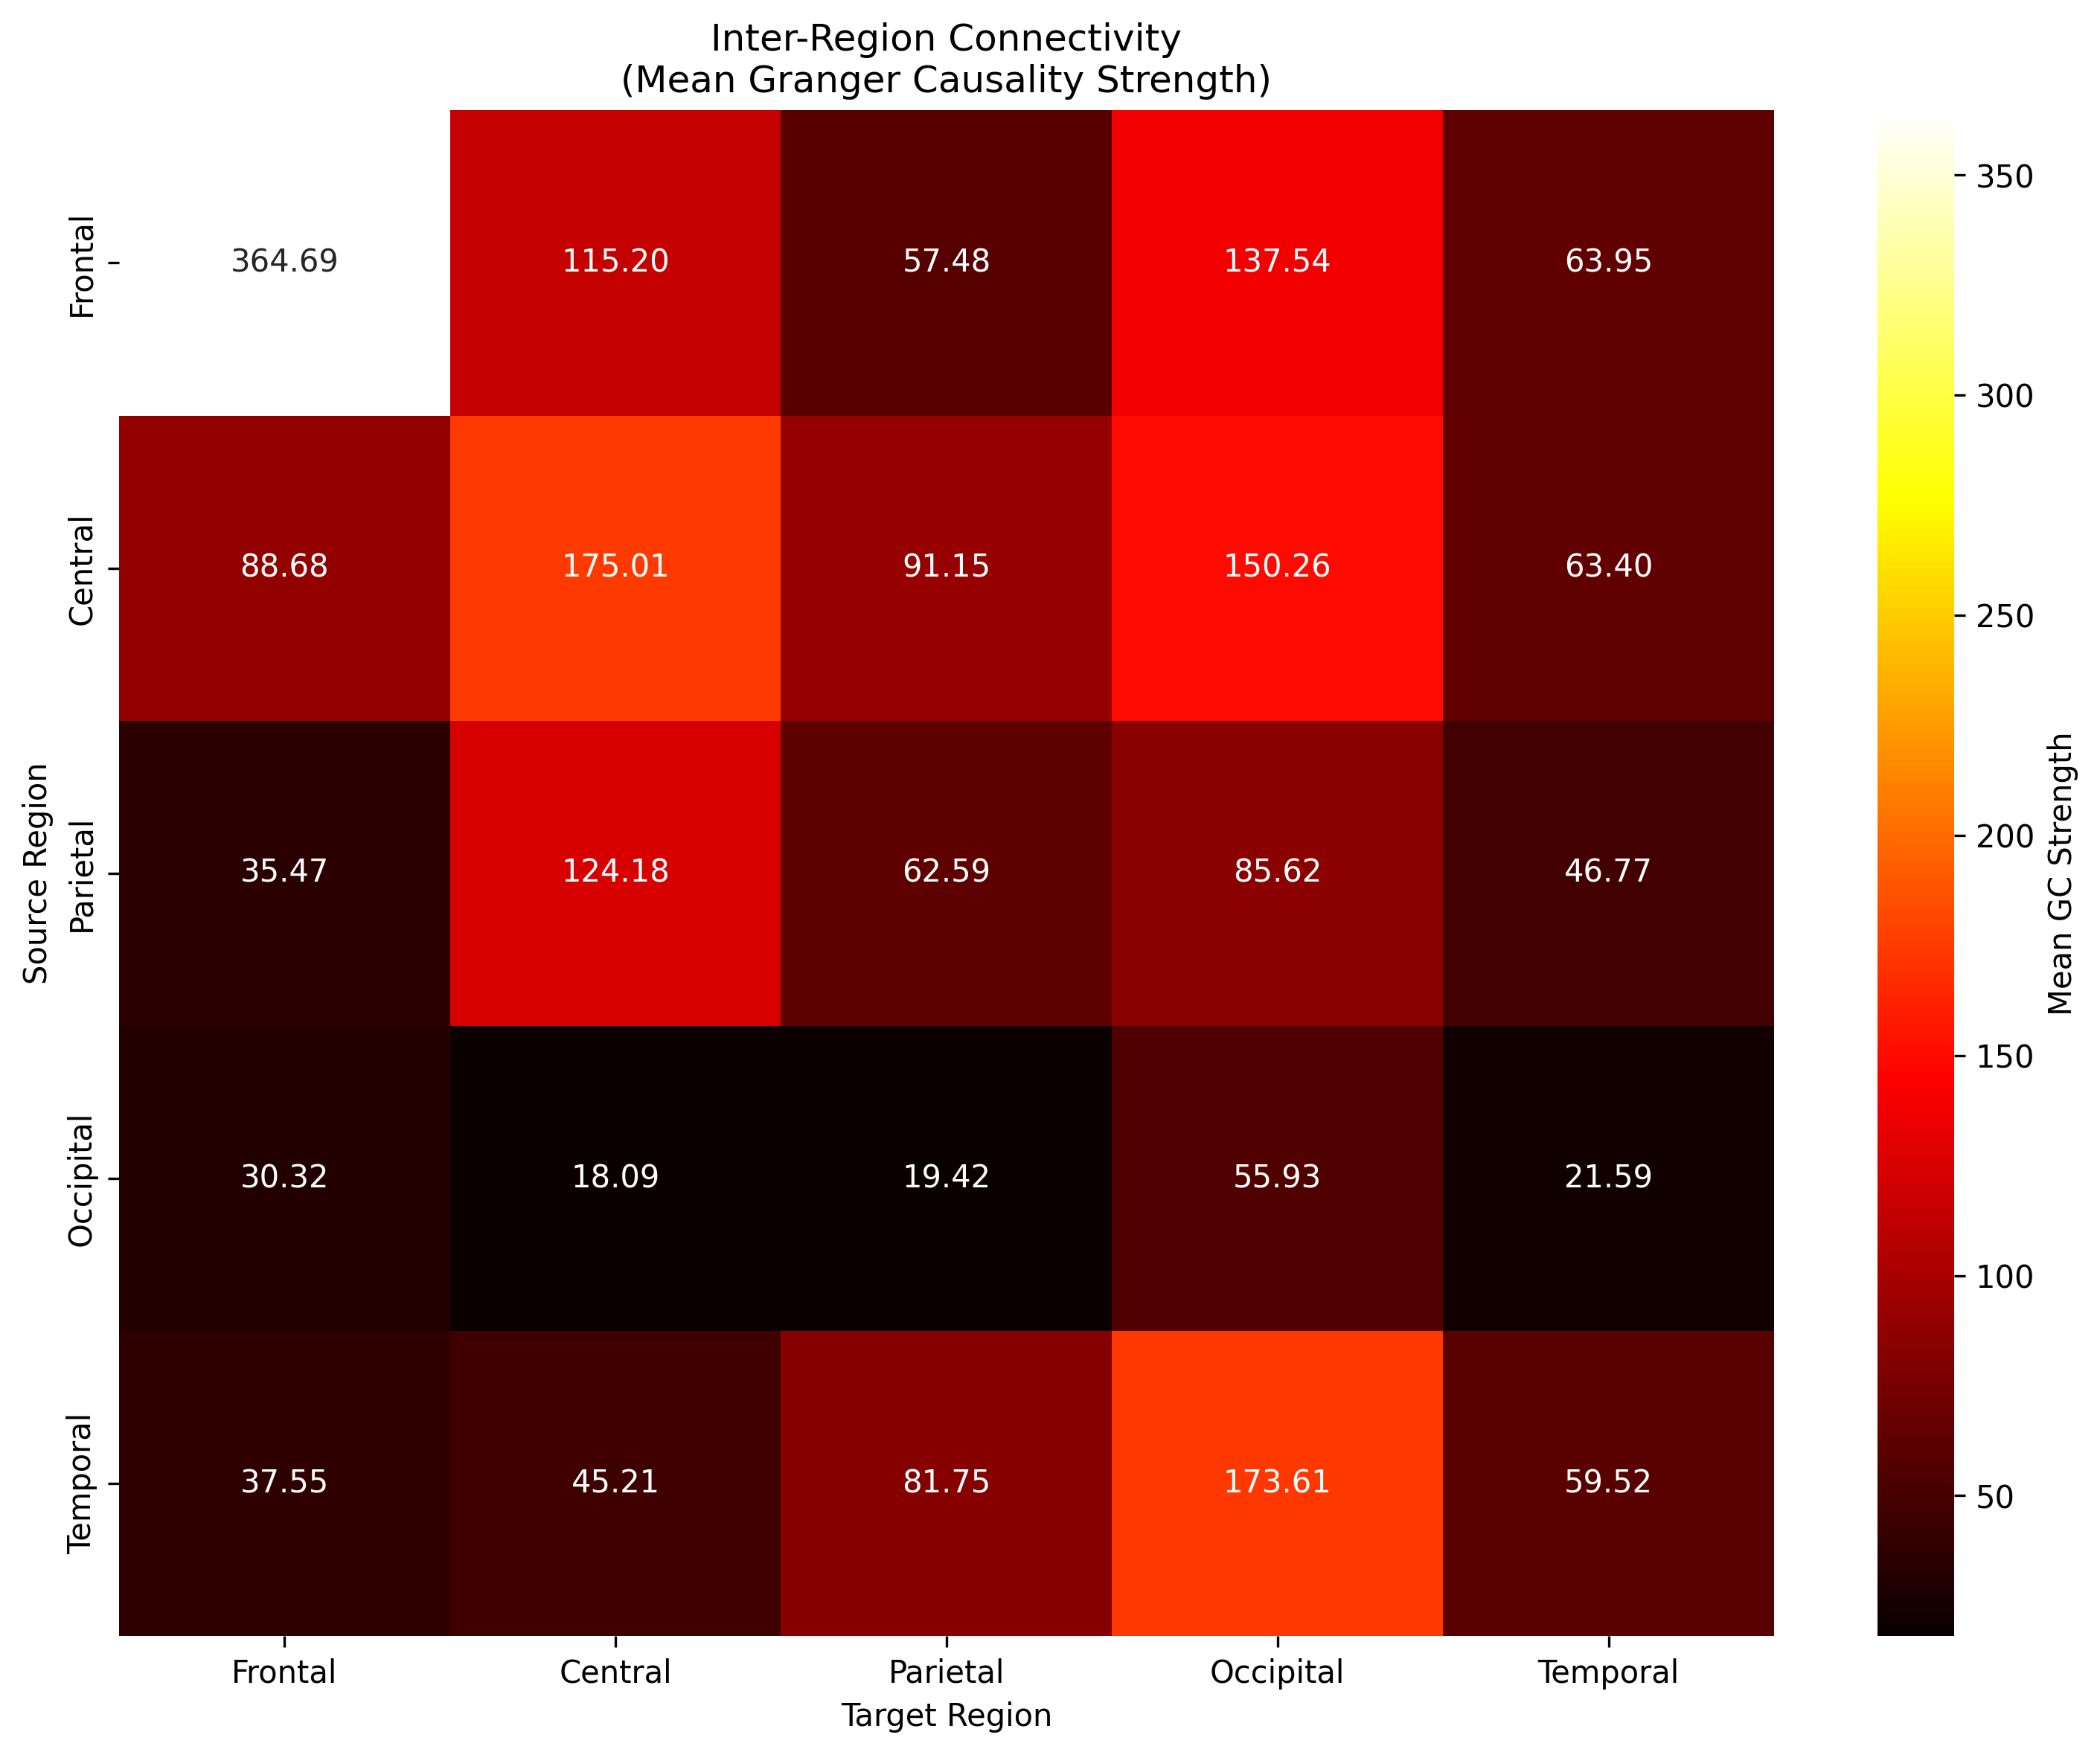 Inter-Region Connectivity
(Mean Granger Causality Strength)
Source Region
Frontal
364.69 115.20 57.48 137.54 63.95
Central
88.68 175.01 91.15 150.26 63.40
Parietal
35.47 124.18 62.59 85.62 46.77
Occipital
30.32 18.09 19.42 55.93 21.59
Temporal
37.55 45.21 81.75 173.61 59.52
Frontal Central Parietal Occipital Temporal
Target Region
350
300
250
200
150
100
50
Mean GC Strength